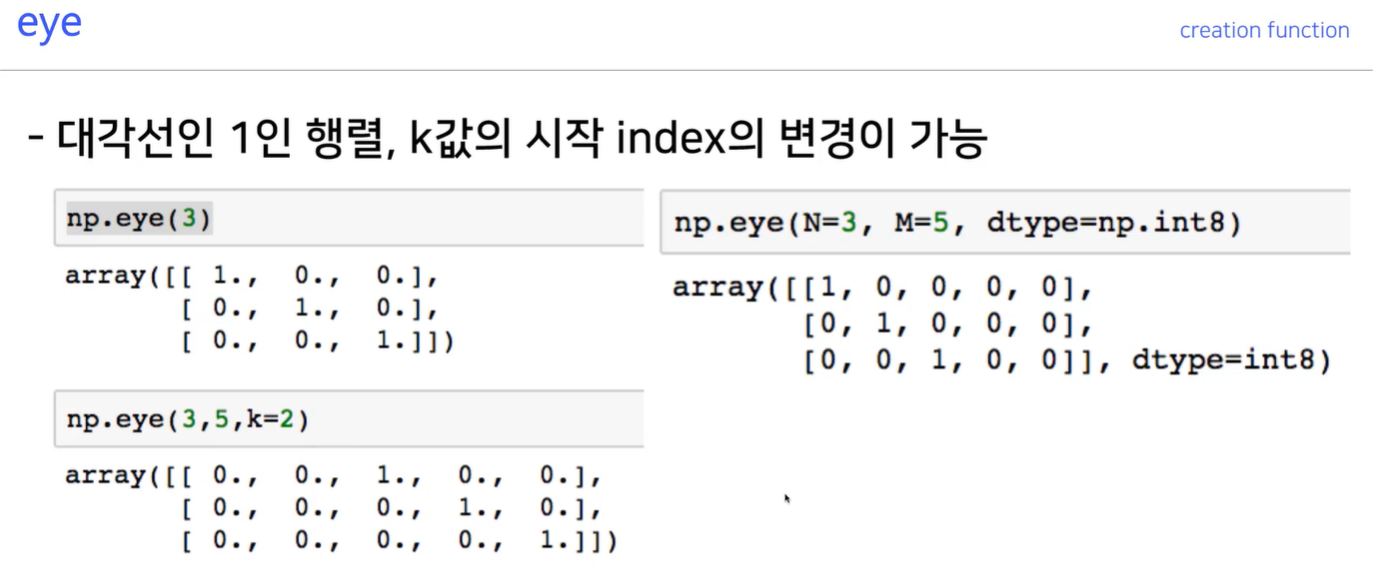 eye
creation function
- 대각선인 1인 행렬, k값의 시작 index의 변경이 가능
np.eye(3)
array([[ 1.,  0.,  0.],
       [ 0.,  1.,  0.],
       [ 0.,  0.,  1.]])
np.eye(3,5,k=2)
array([[ 0.,  0.,  1.,  0.,  0.],
       [ 0.,  0.,  0.,  1.,  0.],
       [ 0.,  0.,  0.,  0.,  1.]])
np.eye(N=3, M=5, dtype=np.int8)
array([[1, 0, 0, 0, 0],
       [0, 1, 0, 0, 0],
       [0, 0, 1, 0, 0]], dtype=int8)